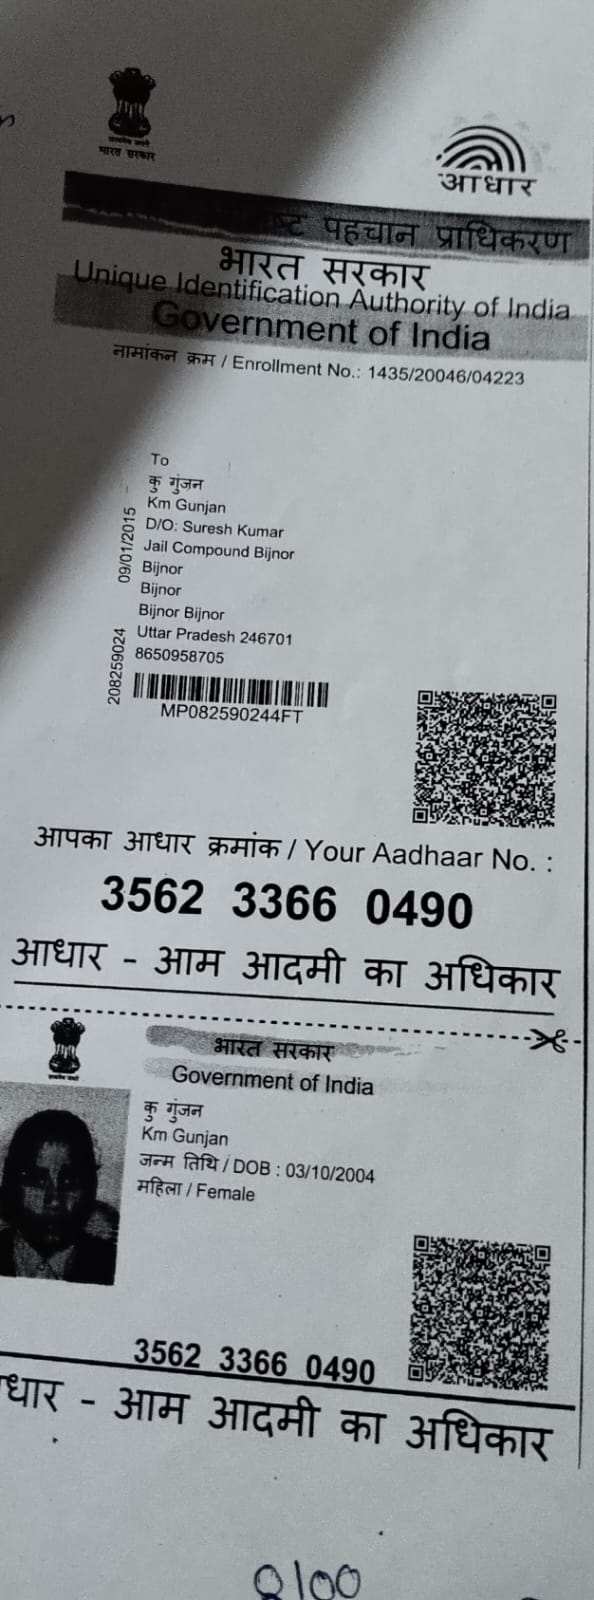 भारत सरकार
आधार
पहचान प्राधिकरण
भारत सरकार
Unique Identification Authority of India
Government of India
नामांकन क्रम / Enrollment No.: 1435/20046/04223
To
कु गुंजन
Km Gunjan
D/O: Suresh Kumar
Jail Compound Bijnor
Bijnor
Bijnor
Bijnor Bijnor
Uttar Pradesh 246701
8650958705
09/01/2015
208259024
MP082590244FT
आपका आधार क्रमांक / Your Aadhaar No. :
3562 3366 0490
आधार - आम आदमी का अधिकार
भारत सरकार
Government of India
कु गुंजन
Km Gunjan
जन्म तिथि / DOB : 03/10/2004
महिला / Female
3562 3366 0490
धार - आम आदमी का अधिकार